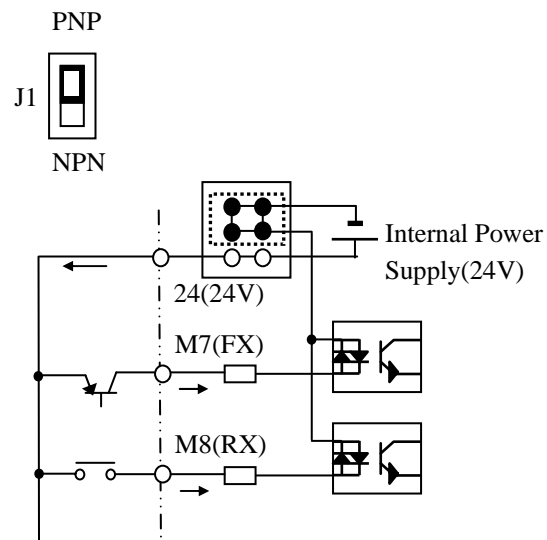 PNP
J1
NPN
Internal Power
Supply(24V)
24(24V)
M7(FX)
M8(RX)